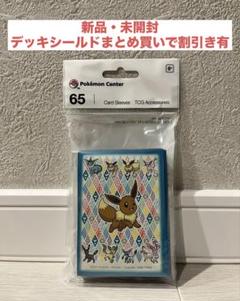 新品・未開封
デッキシールドまとめ買いで割引き有
Pokémon Center
65
Card Sleeves
TCG Accessories